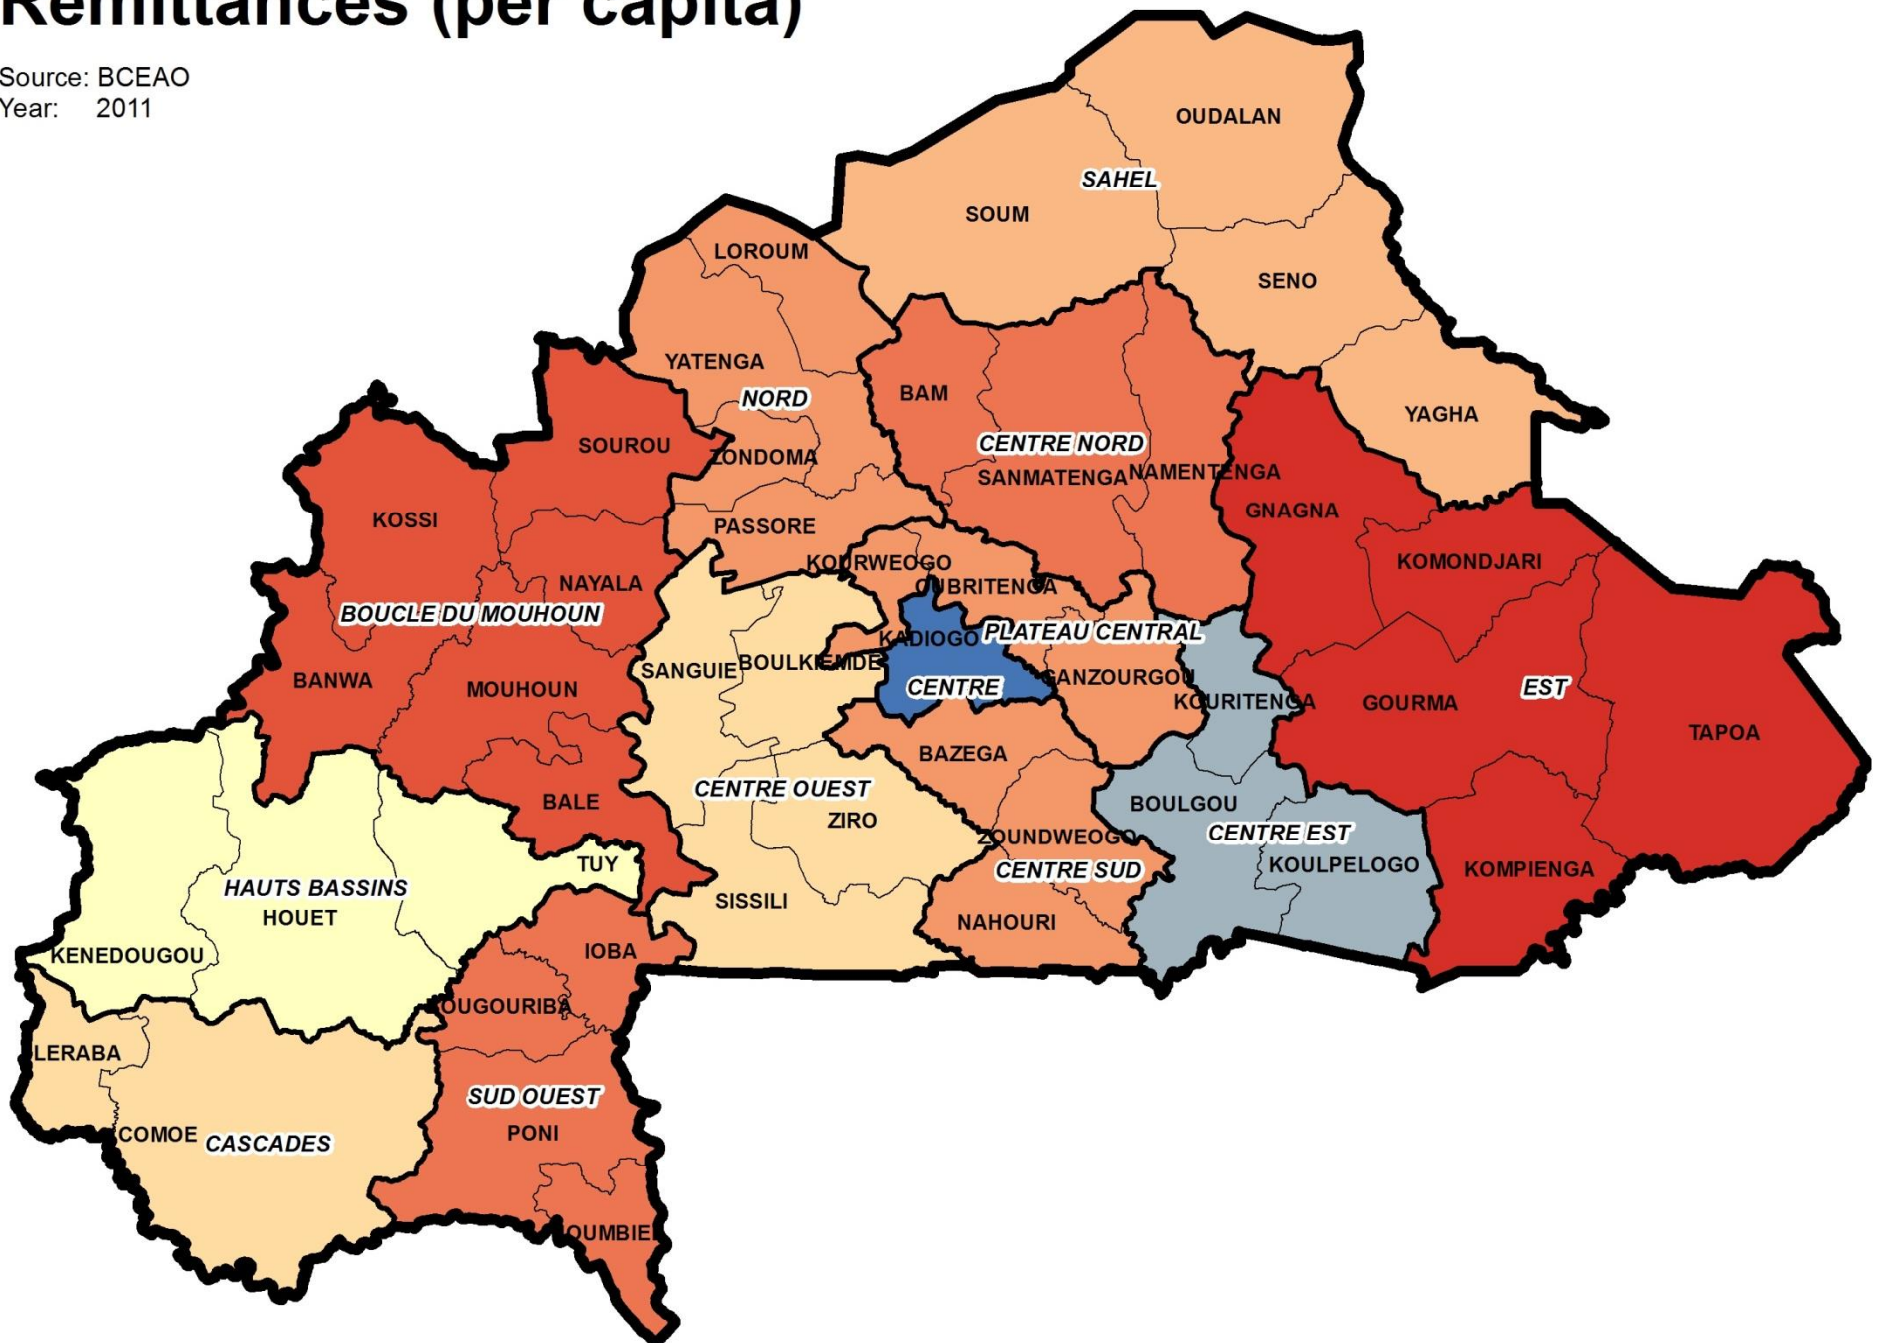 Remittances (per capita)
Source: BCEAO
Year: 2011
OUDALAN
SAHEL
SOUM
LOROUM
SENO
YATENGA
BAM
NORD
YAGHA
SOUROU
CENTRE NORD
ZONDOMA
SANMATENGA
NAMENTENGA
GNAGNA
KOSSI
PASSORE
KOURWEOGO
KOMONDJARI
NAYALA
OUBRITENGA
BOUCLE DU MOUHOUN
KADIOGO
PLATEAU CENTRAL
SANGUIE
BOULKIEMDE
GANZOURGOU
BANWA
MOUHOUN
CENTRE
EST
KOURITENGA
GOURMA
TAPOA
BAZEGA
CENTRE OUEST
BALE
BOULGOU
ZIRO
ZOUNDWEOGO
CENTRE EST
TUY
KOULPELOGO
CENTRE SUD
KOMPIENGA
HAUTS BASSINS
HOUET
SISSILI
NAHOURI
KENEDOUGOU
IOBA
OUGOURIBA
LERABA
SUD OUEST
COMOE
CASCADES
PONI
OUMBIE